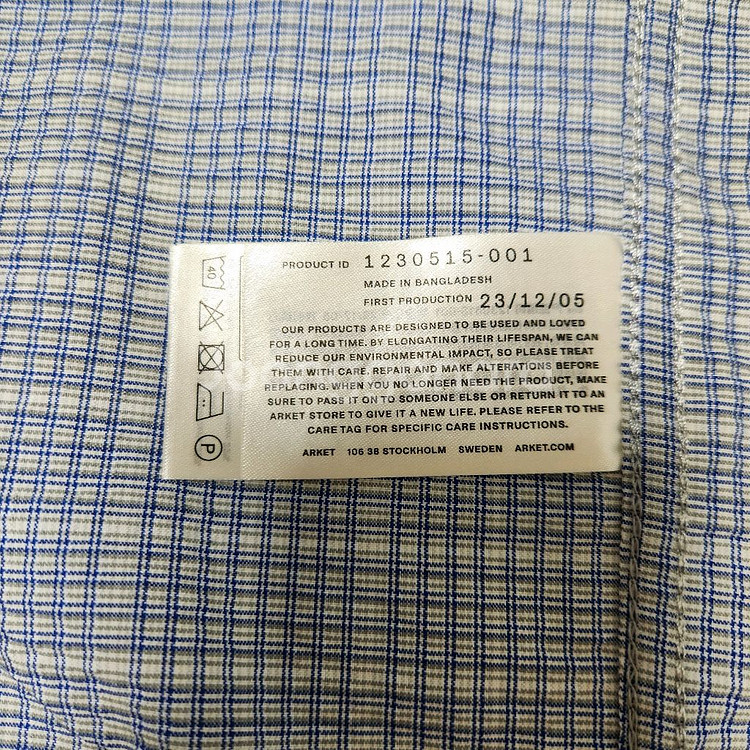 PRODUCT ID 1230515-001
MADE IN BANGLADESH
FIRST PRODUCTION 23/12/05
OUR PRODUCTS ARE DESIGNED TO BE USED AND LOVED
FOR A LONG TIME. BY ELONGATING THEIR LIFESPAN, WE CAN
REDUCE OUR ENVIRONMENTAL IMPACT, SO PLEASE TREAT
THEM WITH CARE. REPAIR AND MAKE ALTERATIONS BEFORE
REPLACING. WHEN YOU NO LONGER NEED THE PRODUCT, MAKE
SURE TO PASS IT ON TO SOMEONE ELSE OR RETURN IT TO AN
ARKET STORE TO GIVE IT A NEW LIFE. PLEASE REFER TO THE
CARE TAG FOR SPECIFIC CARE INSTRUCTIONS.
ARKET 106 38 STOCKHOLM SWEDEN ARKET.COM
40
P